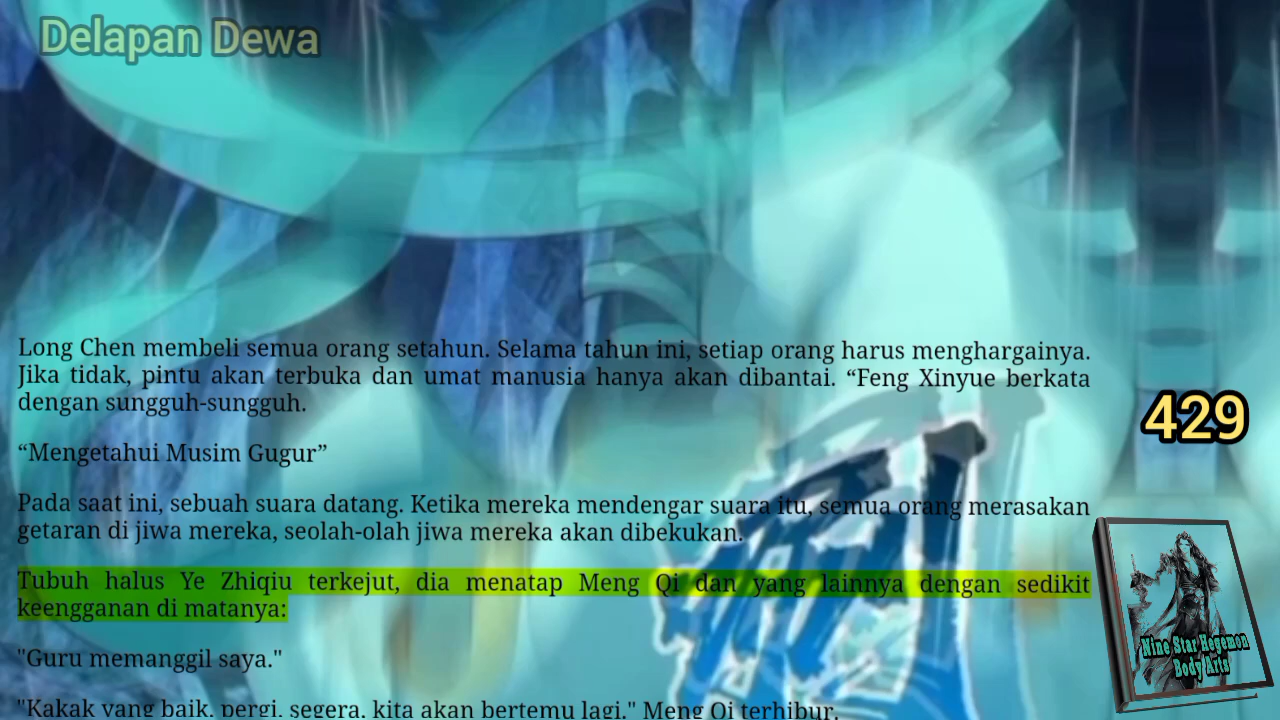 Delapan Dewa
Long Chen membeli semua orang setahun. Selama tahun ini, setiap orang harus menghargainya.
Jika tidak, pintu akan terbuka dan umat manusia hanya akan dibantai. “Feng Xinyue berkata
dengan sungguh-sungguh.
“Mengetahui Musim Gugur”
Pada saat ini, sebuah suara datang. Ketika mereka mendengar suara itu, semua orang merasakan
getaran di jiwa mereka, seolah-olah jiwa mereka akan dibekukan.
Tubuh halus Ye Zhiqiu terkejut, dia menatap Meng Qi dan yang lainnya dengan sedikit
keengganan di matanya:
"Guru memanggil saya."
"Kakak yang baik, pergi, segera, kita akan bertemu lagi." Meng Qi terhibur.
429
Nine Star Hegemon
Body Arts